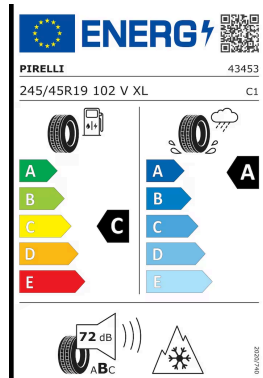 ENERG
PIRELLI 43453
245/45R19 102 V XL C1
A
B
C
D
E
C
A
B
C
D
E
A
72 dB
ABC
2020/740